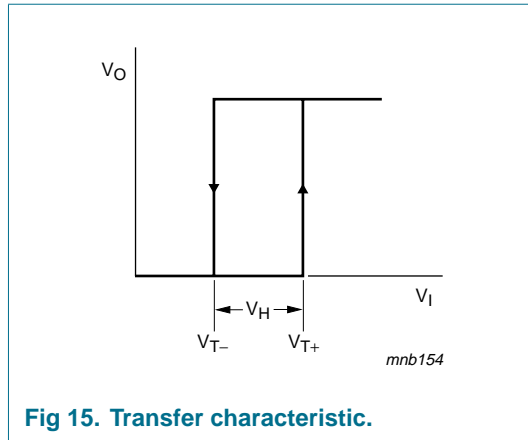 VO
VI
VH
VT−
VT+
mnb154
Fig 15. Transfer characteristic.